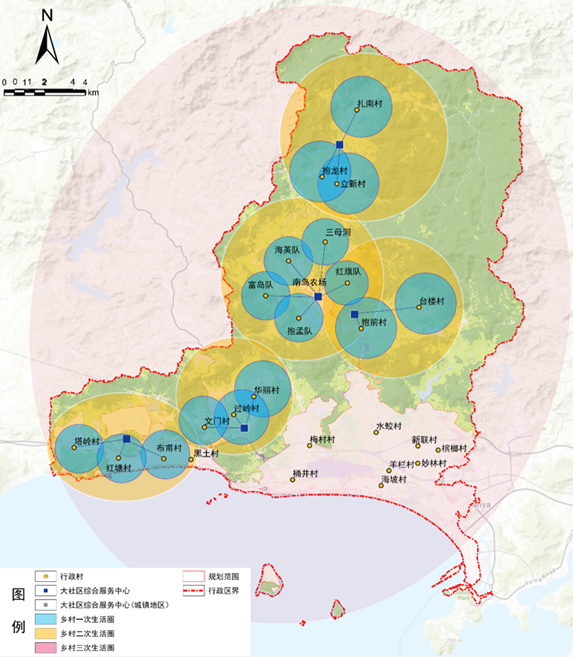 N
0 0 11 2 4 4
km
扎南村
抱龙村
立新村
三母洞
海英队
红旗队
富岛队
南岛农场
台楼村
抱孟队
抱前村
华丽村
过岭村
文门村
水蛟村
塔岭村
布甫村
梅村村
新联村
槟榔村
红塘村
黑土村
羊栏村
妙林村
桶井村
海坡村
图例
行政村
规划范围
大社区综合服务中心
行政区界
大社区综合服务中心(城镇地区)
乡村一次生活圈
乡村二次生活圈
乡村三次生活圈